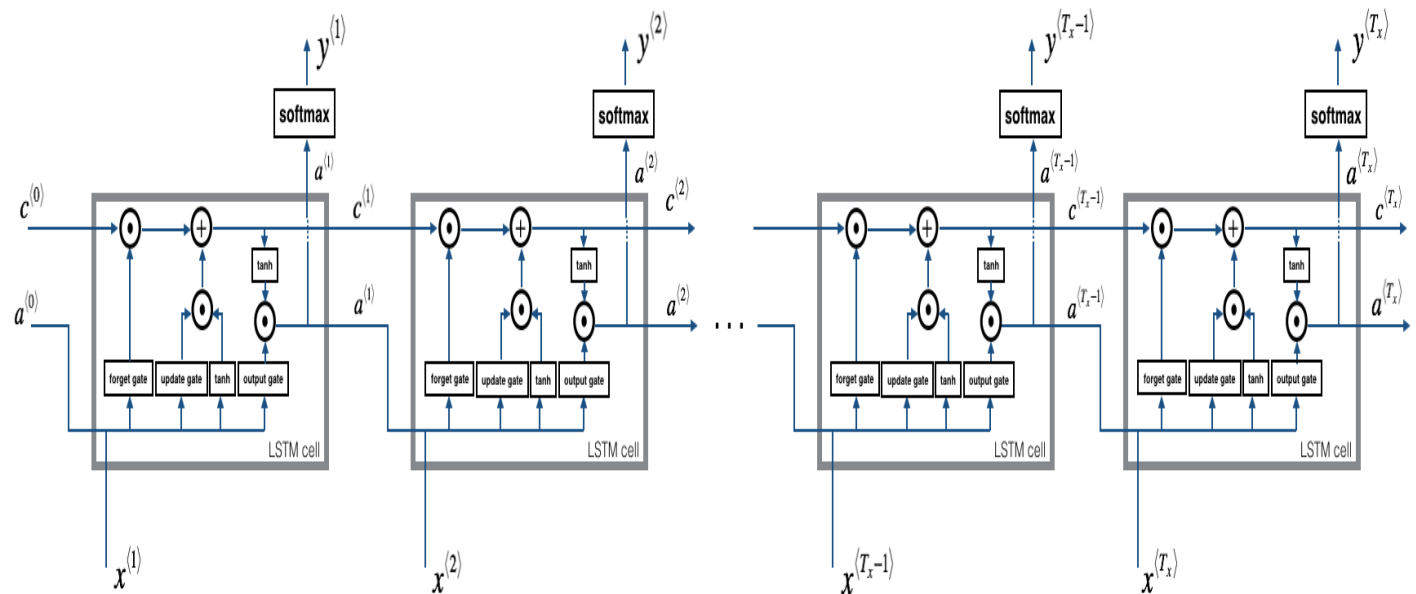 y⟨1⟩ y⟨2⟩ y⟨Tₓ−1⟩ y⟨Tₓ⟩
softmax softmax softmax softmax
a⟨1⟩ a⟨2⟩ a⟨Tₓ−1⟩ a⟨Tₓ⟩
c⟨0⟩ c⟨1⟩ c⟨2⟩ c⟨Tₓ−1⟩ c⟨Tₓ⟩
+ + + +
tanh tanh tanh tanh
a⟨0⟩ a⟨1⟩ a⟨2⟩ · · · a⟨Tₓ−1⟩ a⟨Tₓ⟩
forget gate update gate tanh output gate forget gate update gate tanh output gate forget gate update gate tanh output gate forget gate update gate tanh output gate
LSTM cell LSTM cell LSTM cell LSTM cell
x⟨1⟩ x⟨2⟩ x⟨Tₓ−1⟩ x⟨Tₓ⟩